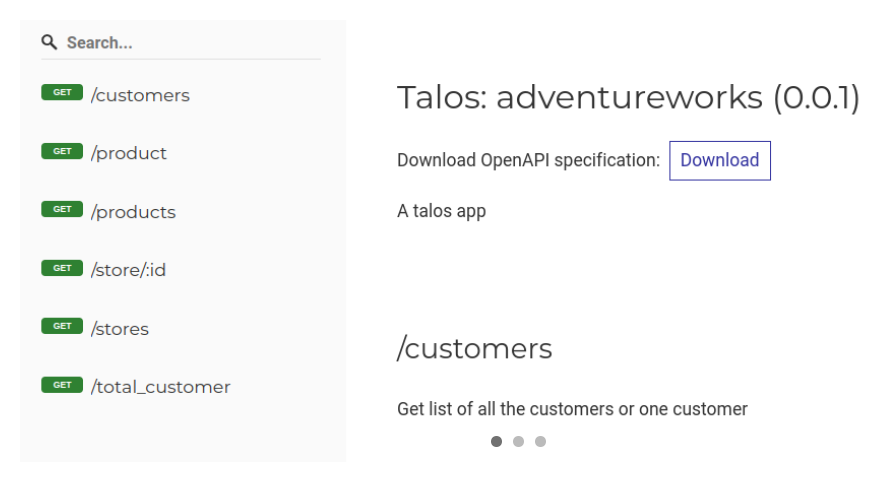 Search...
GET /customers
GET /product
GET /products
GET /store/:id
GET /stores
GET /total_customer
Talos: adventureworks (0.0.1)
Download OpenAPI specification: Download
A talos app
/customers
Get list of all the customers or one customer